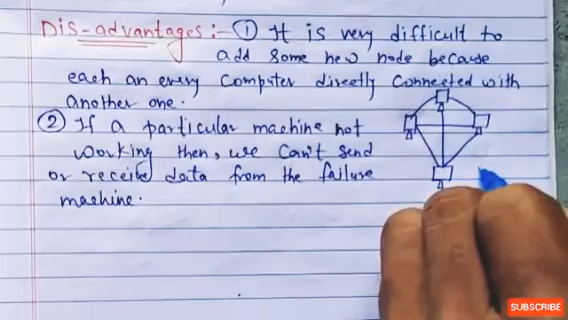 Dis-advantages :- ① It is very difficult to
add some new node because
each an every computer directly connected with
another one.
② If a particular machine not
working then, we can't send
or receive data from the failure
machine.
SUBSCRIBE